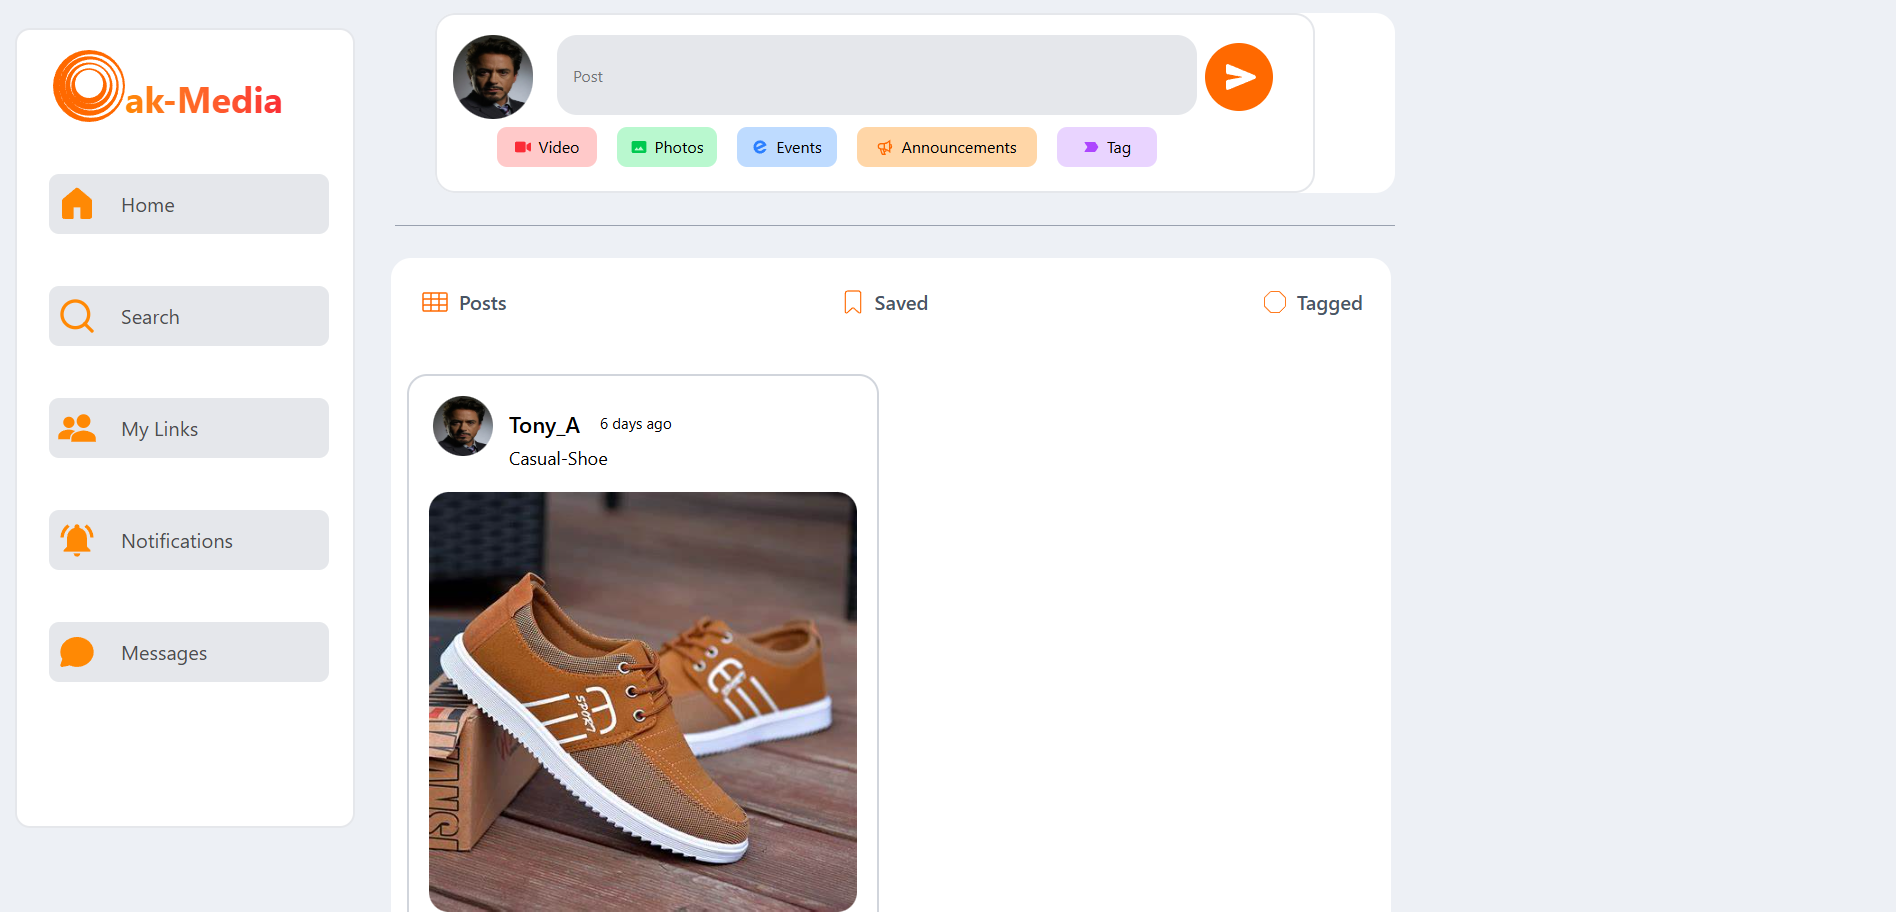 ak-Media
Home
Search
My Links
Notifications
Messages
Post
Video
Photos
Events
Announcements
Tag
Posts
Saved
Tagged
Tony_A 6 days ago
Casual-Shoe
SPORT